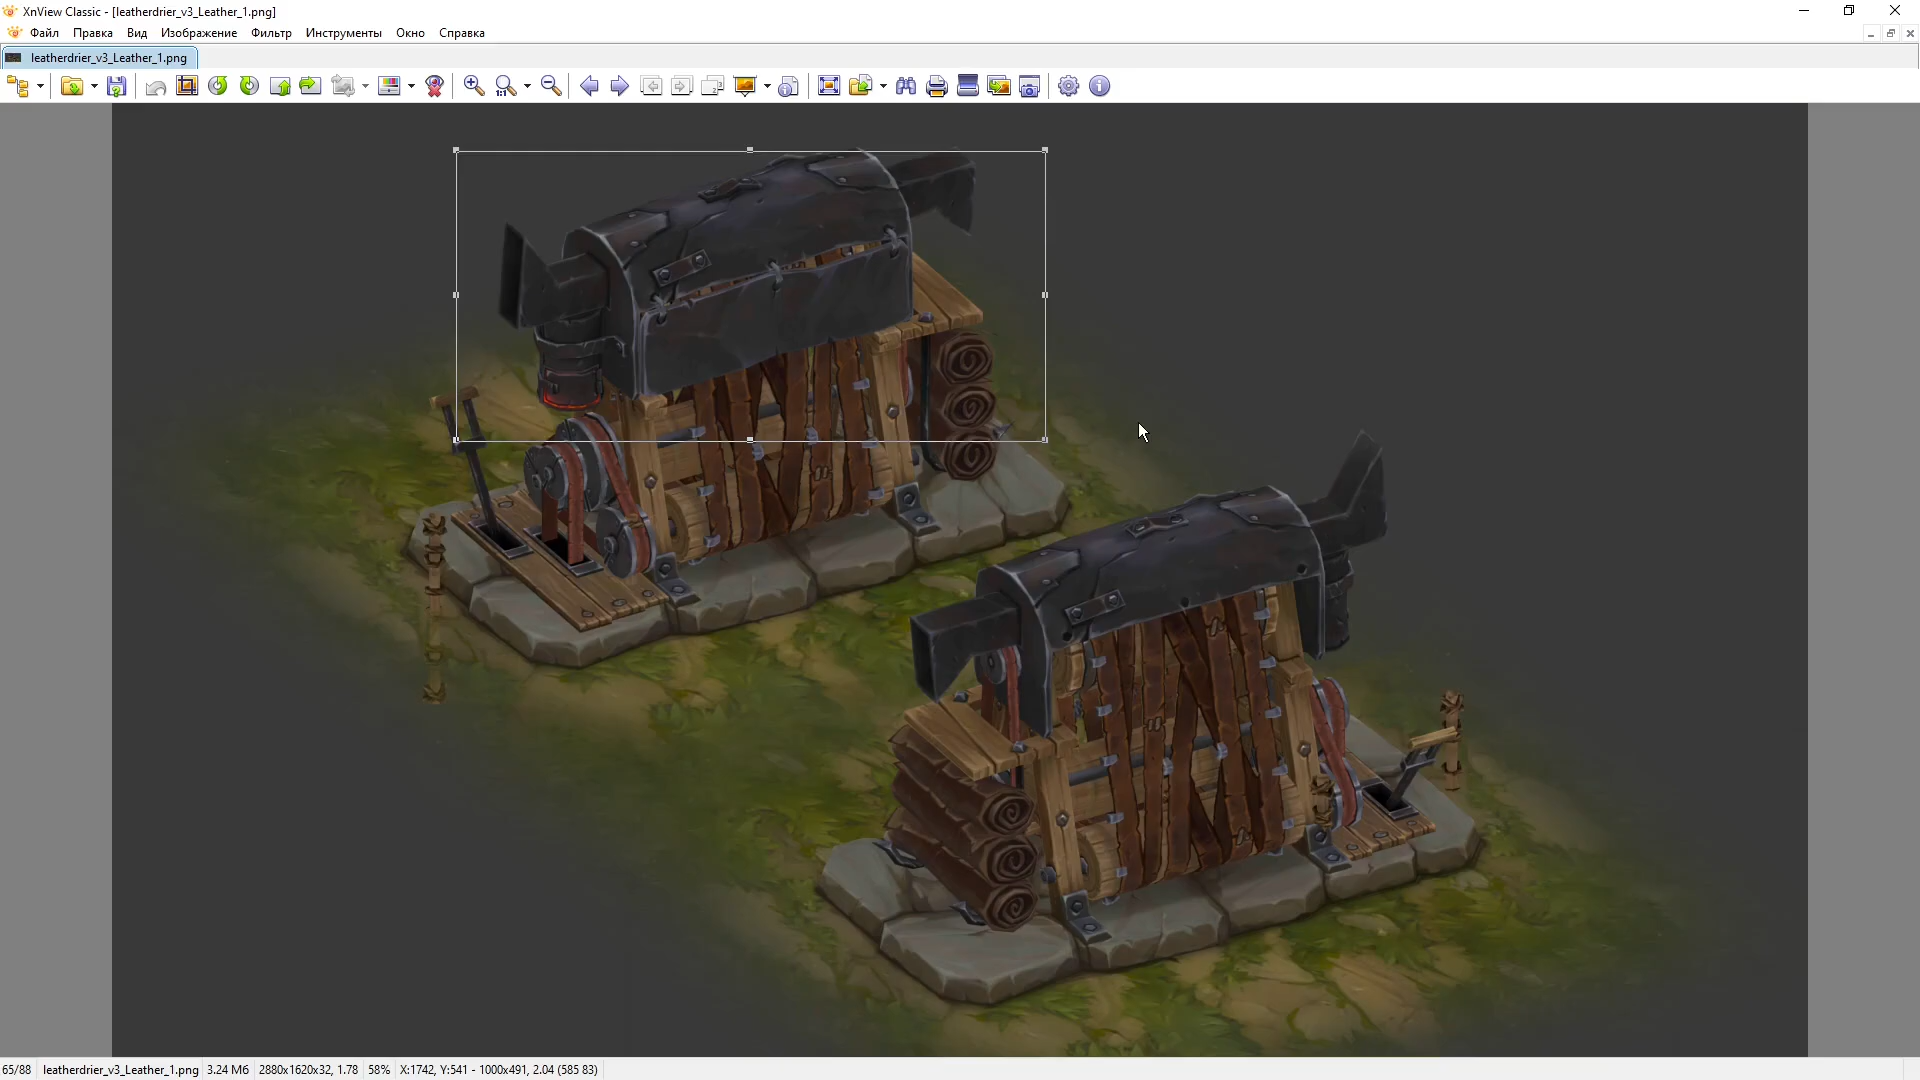 XnView Classic - [leatherdrier_v3_Leather_1.png]
Файл Правка Вид Изображение Фильтр Инструменты Окно Справка
leatherdrier_v3_Leather_1.png
65/88 leatherdrier_v3_Leather_1.png 3.24 Мб 2880x1620x32, 1.78 58% X:1742, Y:541 - 1000x491, 2.04 (585 83)